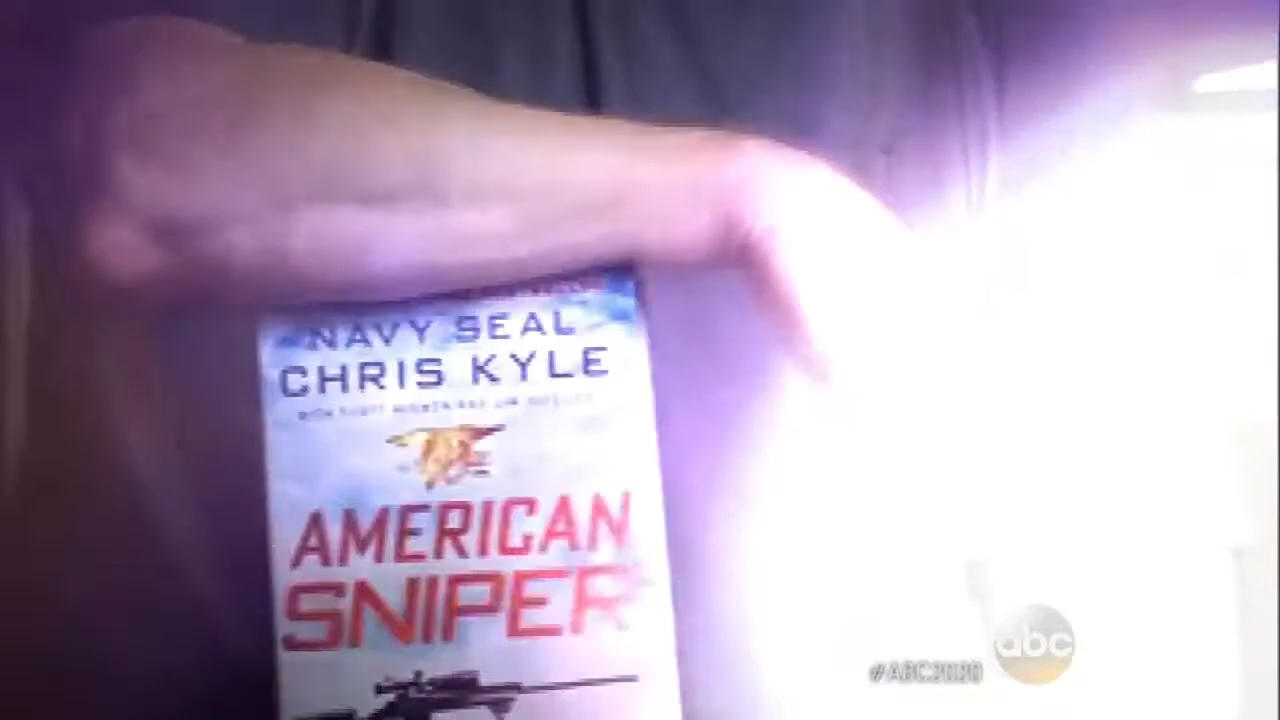 NAVY SEAL
CHRIS KYLE
AMERICAN
SNIPER
abc
#ABC2020